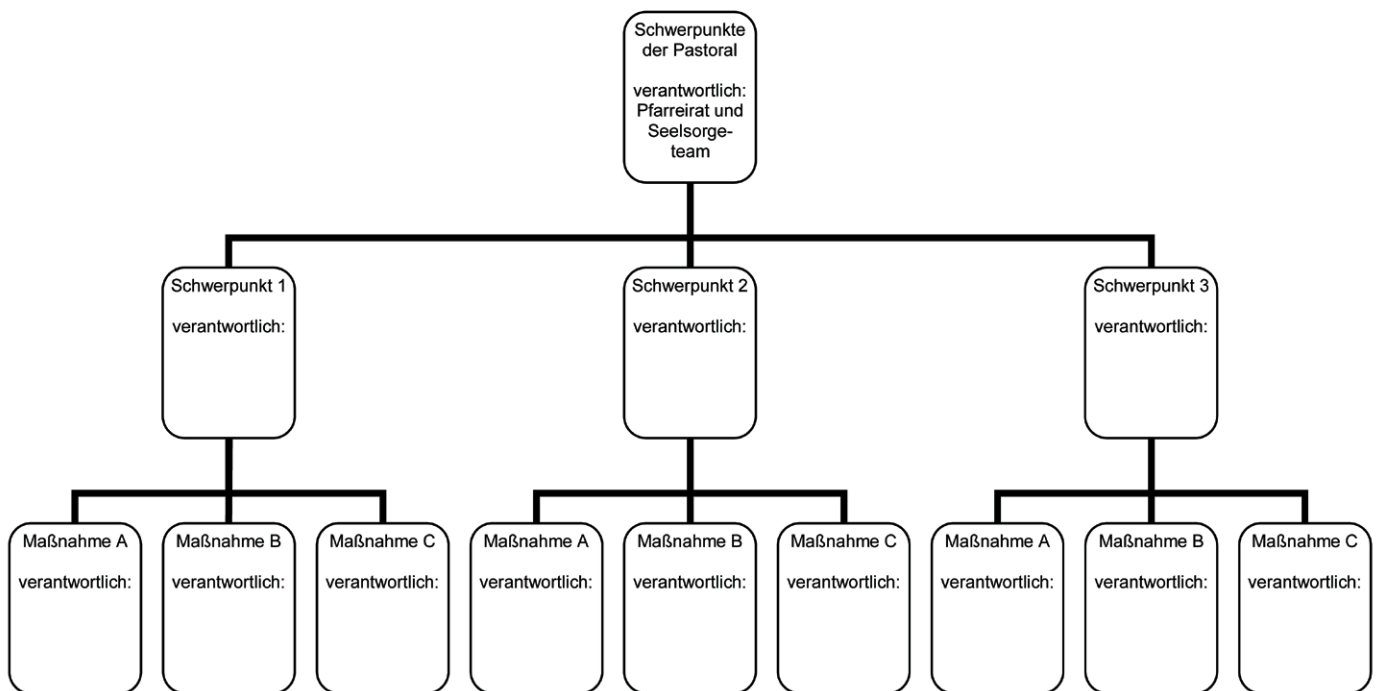 Schwerpunkte
der Pastoral
verantwortlich:
Pfarreirat und
Seelsorge-
team
Schwerpunkt 1
verantwortlich:
Schwerpunkt 2
verantwortlich:
Schwerpunkt 3
verantwortlich:
Maßnahme A
verantwortlich:
Maßnahme B
verantwortlich:
Maßnahme C
verantwortlich:
Maßnahme A
verantwortlich:
Maßnahme B
verantwortlich:
Maßnahme C
verantwortlich:
Maßnahme A
verantwortlich:
Maßnahme B
verantwortlich:
Maßnahme C
verantwortlich: